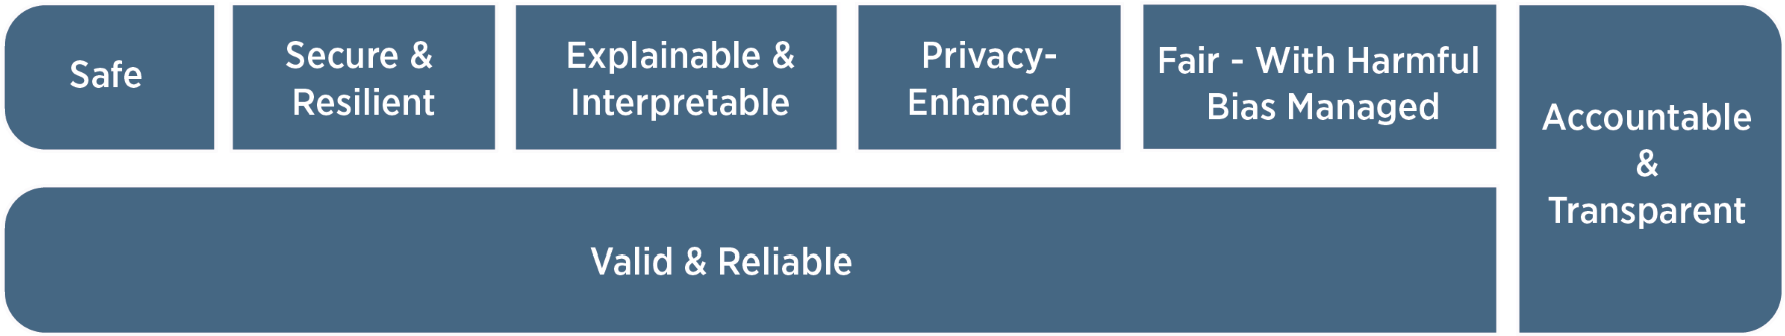 Safe
Secure &
Resilient
Explainable &
Interpretable
Privacy-
Enhanced
Fair - With Harmful
Bias Managed
Accountable
&
Transparent
Valid & Reliable